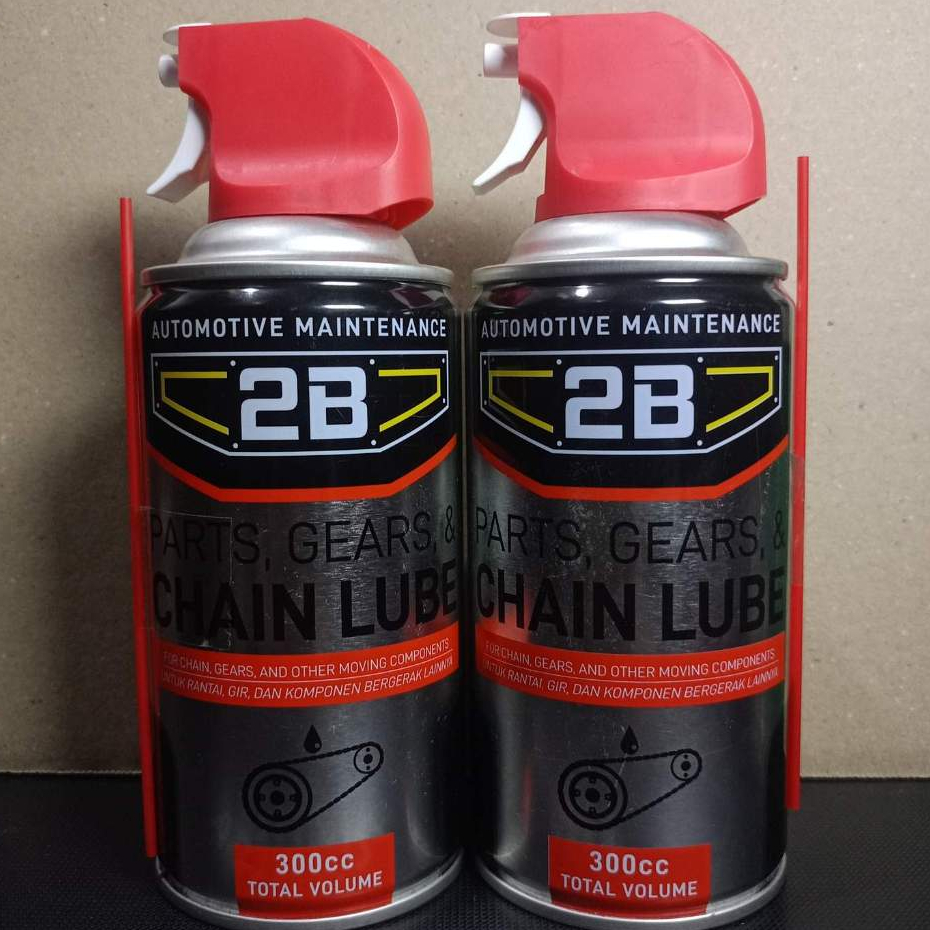 AUTOMOTIVE MAINTENANCE
2B
PARTS, GEARS, &
CHAIN LUBE
FOR CHAIN, GEARS, AND OTHER MOVING COMPONENTS
UNTUK RANTAI, GIR, DAN KOMPONEN BERGERAK LAINNYA
300cc
TOTAL VOLUME
AUTOMOTIVE MAINTENANCE
2B
PARTS, GEARS, &
CHAIN LUBE
FOR CHAIN, GEARS, AND OTHER MOVING COMPONENTS
UNTUK RANTAI, GIR, DAN KOMPONEN BERGERAK LAINNYA
300cc
TOTAL VOLUME